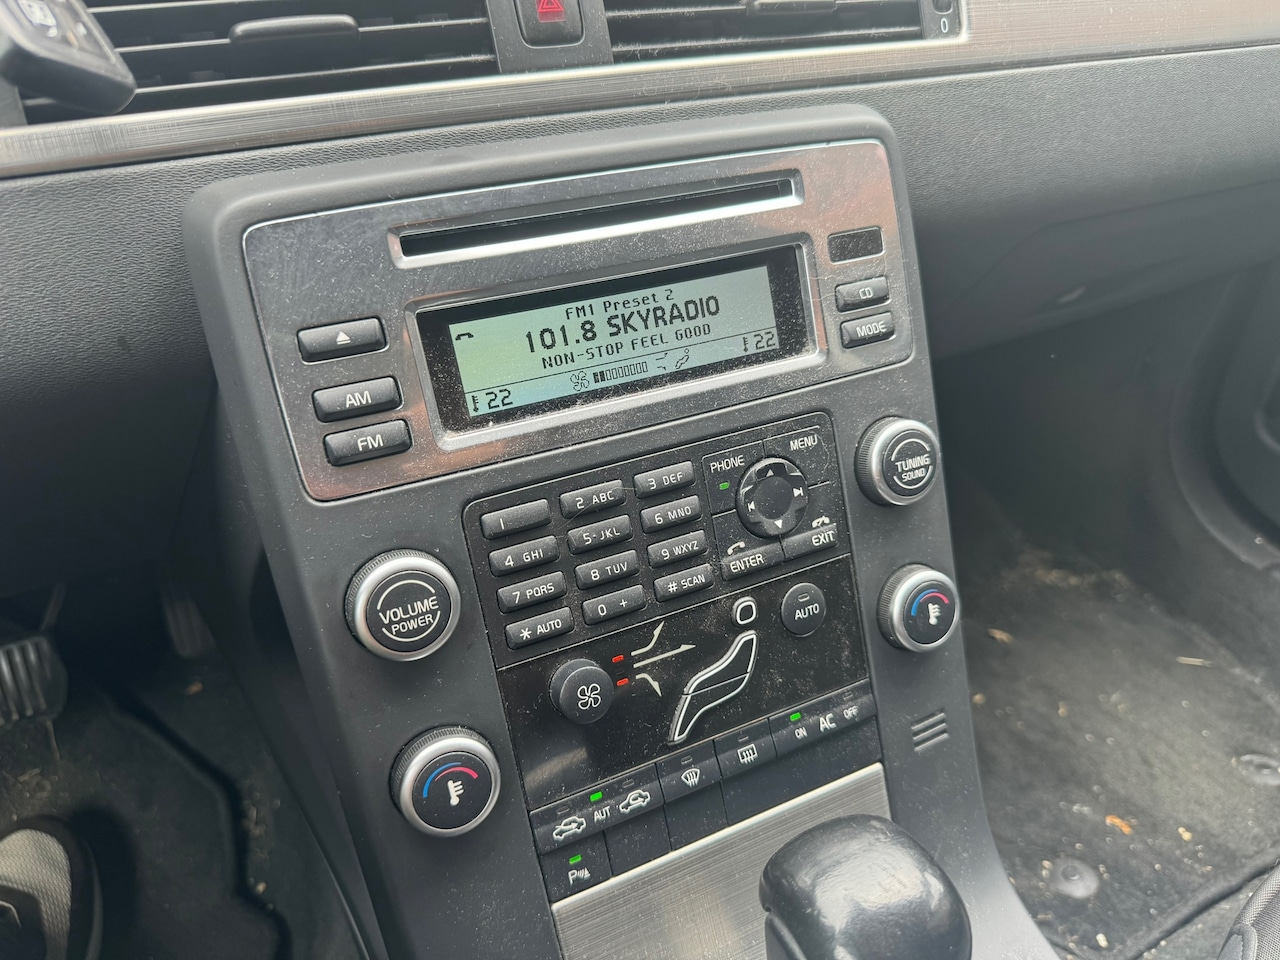 0
FM1 Preset 2
101.8 SKYRADIO
NON-STOP FEEL GOOD
22
22
CD
MODE
AM
FM
1
2 ABC
3 DEF
4 GHI
5-JKL
6 MNO
7 PQRS
8 TUV
9 WXYZ
* AUTO
0 +
# SCAN
PHONE
MENU
ENTER
EXIT
TUNING
SOUND
VOLUME
POWER
AUTO
ON AC OFF
AUT
P